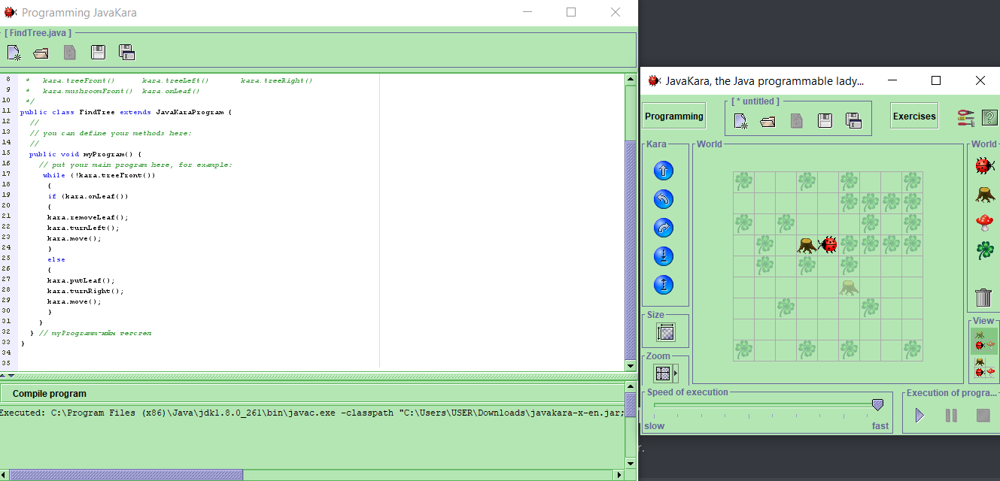 Programming JavaKara
[ FindTree.java ]
8 * kara.treeFront() kara.treeLeft() kara.treeRight()
9 * kara.mushroomFront() kara.onLeaf()
10 */
11 public class FindTree extends JavaKaraProgram {
12 //
13 // you can define your methods here:
14 //
15 public void myProgram() {
16 // put your main program here, for example:
17 while (!kara.treeFront())
18 {
19 if (kara.onLeaf())
20 {
21 kara.removeLeaf();
22 kara.turnLeft();
23 kara.move();
24 }
25 else
26 {
27 kara.putLeaf();
28 kara.turnRight();
29 kara.move();
30 }
31 }
32 } // myProgramm-ийн төгсгөл
33 }
34
35
Compile program
Executed: C:\Program Files (x86)\Java\jdk1.8.0_261\bin\javac.exe -classpath "C:\Users\USER\Downloads\javakara-x-en.jar;
JavaKara, the Java programmable lady...
Programming
[ * untitled ]
Exercises
Kara
World
World
Size
Zoom
View
Speed of execution
slow
fast
Execution of progra...
r.